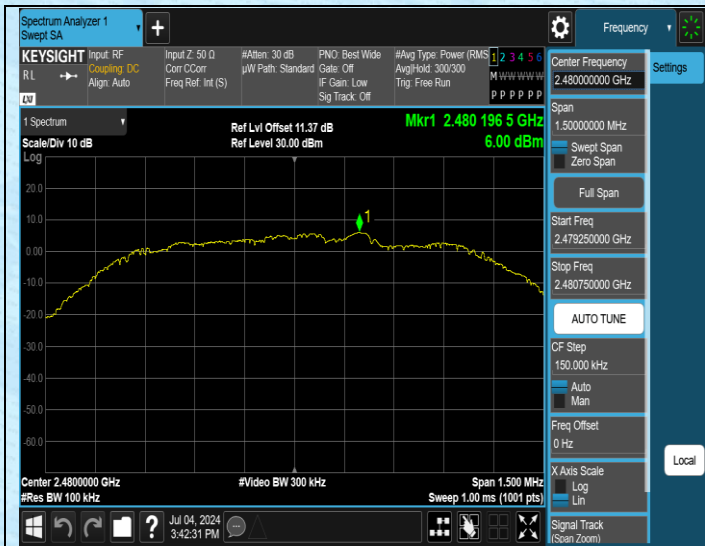 Spectrum Analyzer 1
Swept SA
+
Frequency
KEYSIGHT
RL
LXI
Input: RF
Coupling: DC
Align: Auto
Input Z: 50 Ω
Corr CCorr
Freq Ref: Int (S)
#Atten: 30 dB
µW Path: Standard
PNO: Best Wide
Gate: Off
IF Gain: Low
Sig Track: Off
#Avg Type: Power (RMS
Avg|Hold: 300/300
Trig: Free Run
1 2 3 4 5 6
M W W W W W
P P P P P P
1 Spectrum
Scale/Div 10 dB
Log
Ref Lvl Offset 11.37 dB
Ref Level 30.00 dBm
Mkr1 2.480 196 5 GHz
6.00 dBm
20.0
10.0
0.00
-10.0
-20.0
-30.0
-40.0
-50.0
-60.0
1
Center 2.4800000 GHz
#Res BW 100 kHz
#Video BW 300 kHz
Span 1.500 MHz
Sweep 1.00 ms (1001 pts)
?
Jul 04, 2024
3:42:31 PM
Center Frequency
2.480000000 GHz
Span
1.50000000 MHz
Swept Span
Zero Span
Full Span
Start Freq
2.479250000 GHz
Stop Freq
2.480750000 GHz
AUTO TUNE
CF Step
150.000 kHz
Auto
Man
Freq Offset
0 Hz
X Axis Scale
Log
Lin
Signal Track
(Span Zoom)
Settings
Local